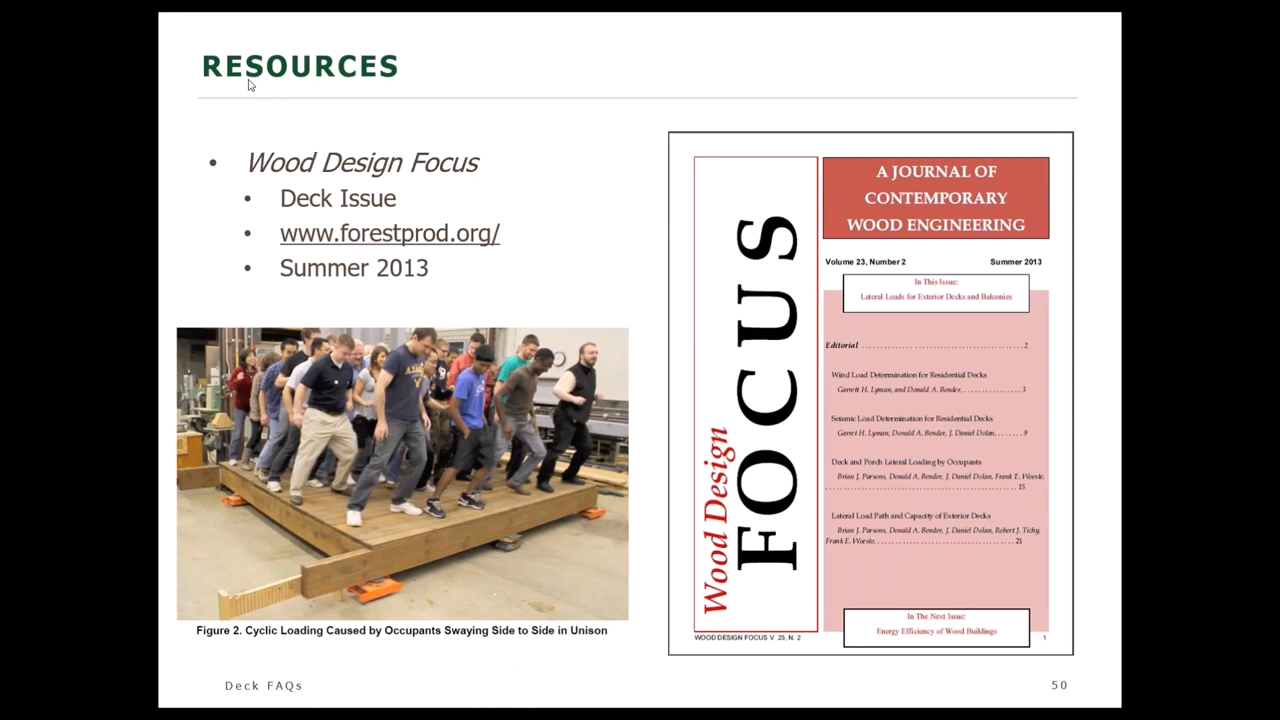 RESOURCES
• Wood Design Focus
• Deck Issue
• www.forestprod.org/
• Summer 2013
Figure 2. Cyclic Loading Caused by Occupants Swaying Side to Side in Unison
Wood Design
FOCUS
A JOURNAL OF
CONTEMPORARY
WOOD ENGINEERING
Volume 23, Number 2 Summer 2013
In This Issue:
Lateral Loads for Exterior Decks and Balconies
Editorial . . . . . . . . . . . . . . . . . . . . . . . . . . . . . . . . . . . . . 2
Wind Load Determination for Residential Decks
Garrett H. Lyman, and Donald A. Bender, . . . . . . . . . . . . . . . 3
Seismic Load Determination for Residential Decks
Garret H. Lyman, Donald A. Bender, J. Daniel Dolan, . . . . . . . 9
Deck and Porch Lateral Loading by Occupants
Brian J. Parsons, Donald A. Bender, J. Daniel Dolan, Frank E. Woeste,
. . . . . . . . . . . . . . . . . . . . . . . . . . . . . . . . . . . . . . . . . . . 15
Lateral Load Path and Capacity of Exterior Decks
Brian J. Parsons, Donald A. Bender, J. Daniel Dolan, Robert J. Tichy,
Frank E. Woeste, . . . . . . . . . . . . . . . . . . . . . . . . . . . . . . . 21
In The Next Issue:
Energy Efficiency of Wood Buildings
WOOD DESIGN FOCUS V. 23, N. 2 1
Deck FAQs 50